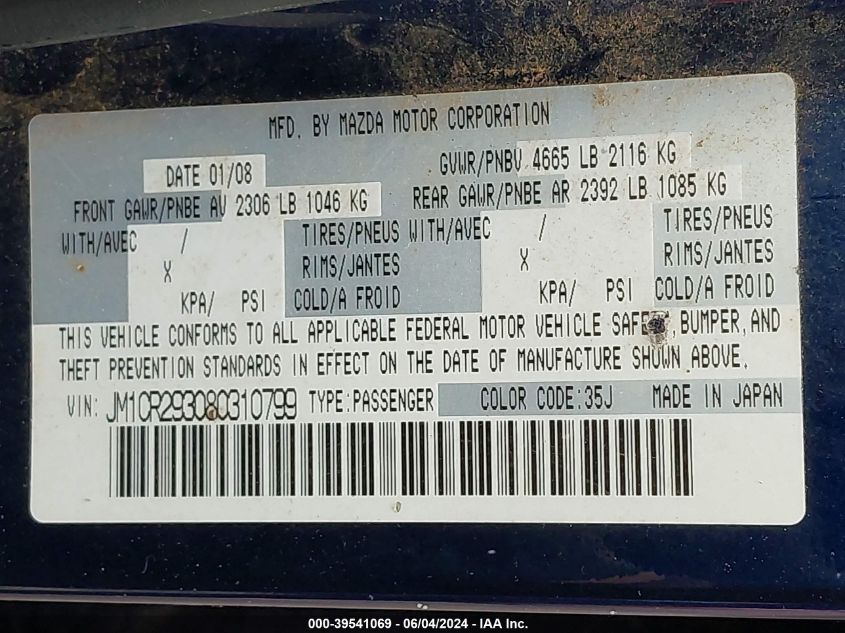 MFD. BY MAZDA MOTOR CORPORATION
DATE 01/08 GVWR/PNBV 4665 LB 2116 KG
FRONT GAWR/PNBE AV 2306 LB 1046 KG REAR GAWR/PNBE AR 2392 LB 1085 KG
WITH/AVEC / TIRES/PNEUS WITH/AVEC / TIRES/PNEUS
X RIMS/JANTES X RIMS/JANTES
KPA/ PSI COLD/A FROID KPA/ PSI COLD/A FROID
THIS VEHICLE CONFORMS TO ALL APPLICABLE FEDERAL MOTOR VEHICLE SAFETY, BUMPER, AND
THEFT PREVENTION STANDARDS IN EFFECT ON THE DATE OF MANUFACTURE SHOWN ABOVE.
VIN: JM1CR293080310799 TYPE:PASSENGER COLOR CODE:35J MADE IN JAPAN
000-39541069 - 06/04/2024 - IAA Inc.